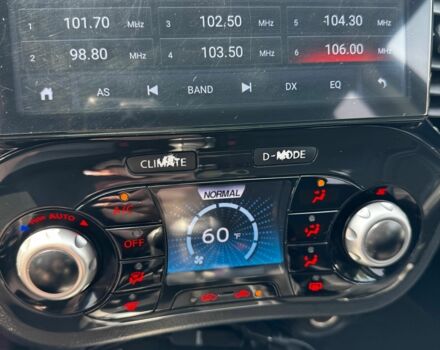 1 101.70 MHz 3 102.50 MHz 5 104.30 MHz
2 98.80 MHz 4 103.50 MHz 6 106.00 MHz
AS BAND DX EQ
CLIMATE D-MODE
NORMAL
A/C
AUTO
OFF
60°F